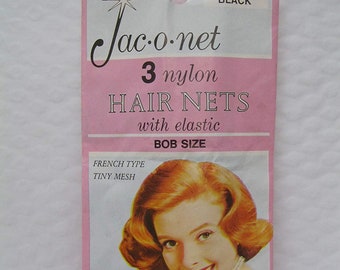 BLACK
Jac·o·net
3 nylon
HAIR NETS
with elastic
BOB SIZE
FRENCH TYPE
TINY MESH